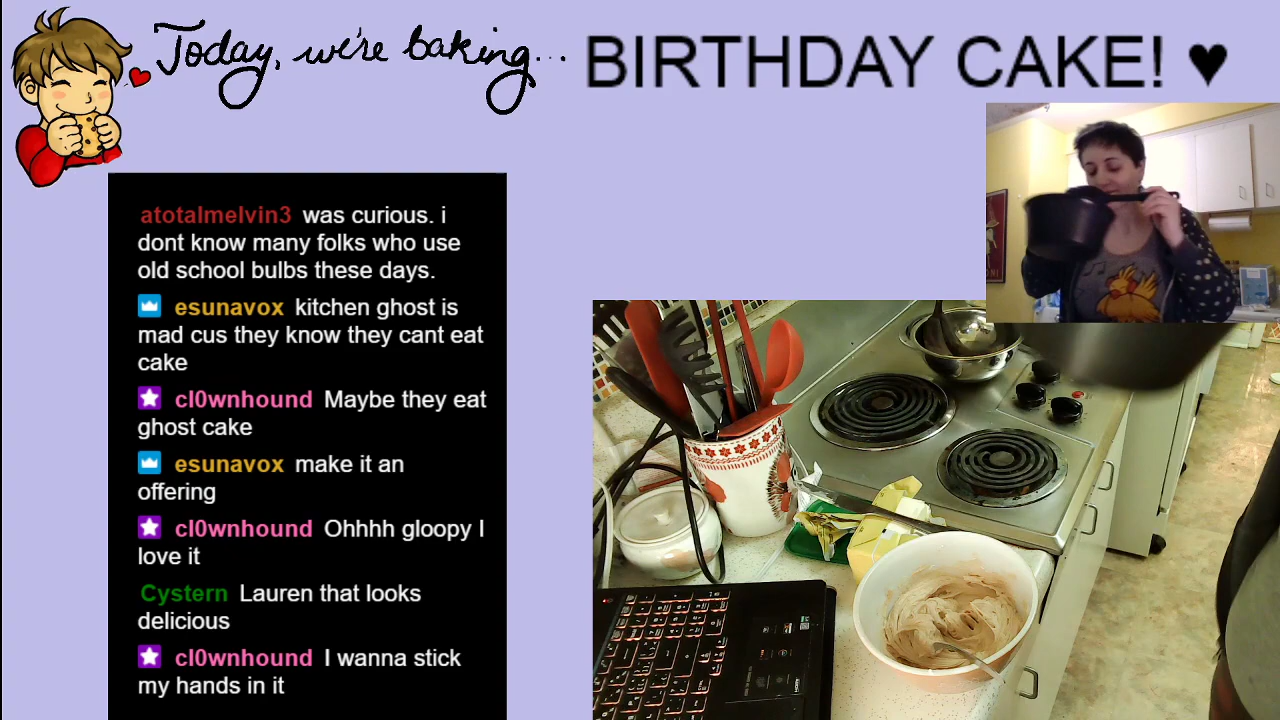 Today, we're baking... BIRTHDAY CAKE! ♥
atotalmelvin3 was curious. i
dont know many folks who use
old school bulbs these days.
esunavox kitchen ghost is
mad cus they know they cant eat
cake
cl0wnhound Maybe they eat
ghost cake
esunavox make it an
offering
cl0wnhound Ohhhh gloopy I
love it
Cystern Lauren that looks
delicious
cl0wnhound I wanna stick
my hands in it